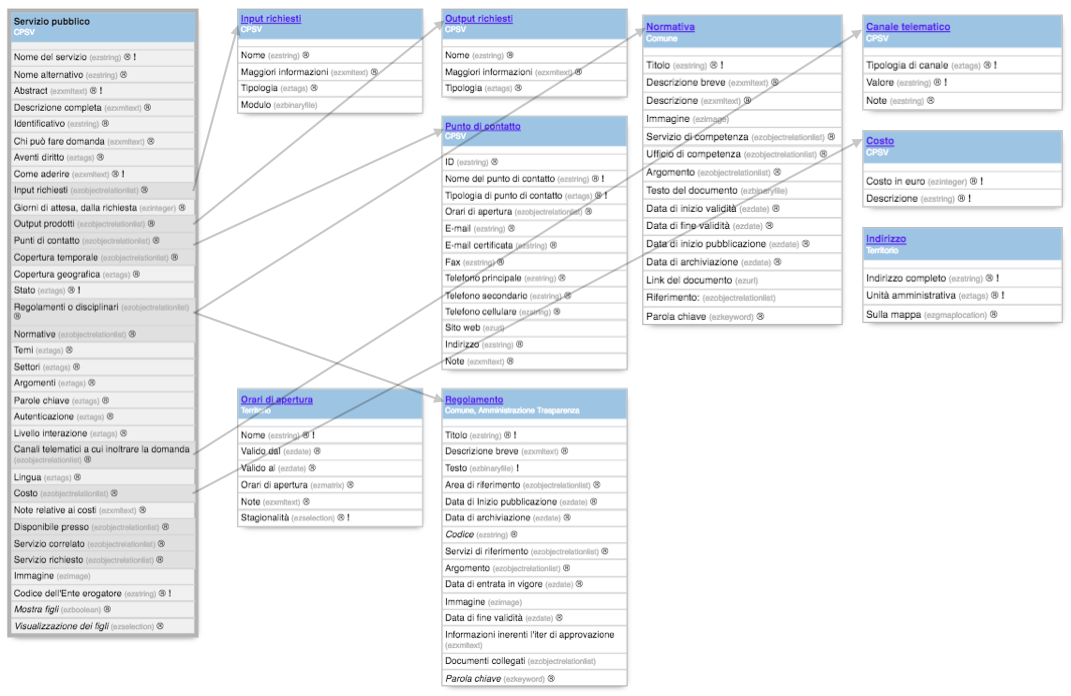 Servizio pubblico
CPSV
Nome del servizio (ezstring) ® !
Nome alternativo (ezstring) ®
Abstract (ezxmltext) ® !
Descrizione completa (ezxmltext) ®
Identificativo (ezstring) ®
Chi può fare domanda (ezxmltext) ®
Aventi diritto (eztags) ®
Come aderire (ezxmltext) ® !
Input richiesti (ezobjectrelationlist) ®
Giorni di attesa, dalla richiesta (ezinteger) ®
Output prodotti (ezobjectrelationlist) ®
Punti di contatto (ezobjectrelationlist) ®
Copertura temporale (ezobjectrelationlist) ®
Copertura geografica (eztags) ®
Stato (eztags) ® !
Regolamenti o disciplinari (ezobjectrelationlist)
®
Normative (ezobjectrelationlist) ®
Temi (eztags) ®
Settori (eztags) ®
Argomenti (eztags) ®
Parole chiave (eztags) ®
Autenticazione (eztags) ®
Livello interazione (eztags) ®
Canali telematici a cui inoltrare la domanda
(ezobjectrelationlist) ®
Lingua (eztags) ®
Costo (ezobjectrelationlist) ®
Note relative ai costi (ezxmltext) ®
Disponibile presso (ezobjectrelationlist) ®
Servizio correlato (ezobjectrelationlist) ®
Servizio richiesto (ezobjectrelationlist) ®
Immagine (ezimage)
Codice dell'Ente erogatore (ezstring) ® !
Mostra figli (ezboolean) ®
Visualizzazione dei figli (ezselection) ®
Input richiesti
CPSV
Nome (ezstring) ®
Maggiori informazioni (ezxmltext) ®
Tipologia (eztags) ®
Modulo (ezbinaryfile)
Output richiesti
CPSV
Nome (ezstring) ®
Maggiori informazioni (ezxmltext) ®
Tipologia (eztags) ®
Punto di contatto
CPSV
ID (ezstring) ®
Nome del punto di contatto (ezstring) ® !
Tipologia di punto di contatto (eztags) ® !
Orari di apertura (ezobjectrelationlist) ®
E-mail (ezstring) ®
E-mail certificata (ezstring) ®
Fax (ezstring) ®
Telefono principale (ezstring) ®
Telefono secondario (ezstring) ®
Telefono cellulare (ezstring) ®
Sito web (ezurl)
Indirizzo (ezstring) ®
Note (ezxmltext) ®
Orari di apertura
Territorio
Nome (ezstring) ® !
Valido dal (ezdate) ®
Valido al (ezdate) ®
Orari di apertura (ezmatrix) ®
Note (ezxmltext) ®
Stagionalità (ezselection) ® !
Regolamento
Comune, Amministrazione Trasparenza
Titolo (ezstring) ® !
Descrizione breve (ezxmltext) ®
Testo (ezbinaryfile) !
Area di riferimento (ezobjectrelationlist) ®
Data di Inizio pubblicazione (ezdate) ®
Data di archiviazione (ezdate) ®
Codice (ezstring) ®
Servizi di riferimento (ezobjectrelationlist) ®
Argomento (ezobjectrelationlist) ®
Data di entrata in vigore (ezdate) ®
Immagine (ezimage)
Data di fine validità (ezdate) ®
Informazioni inerenti l'iter di approvazione
(ezxmltext)
Documenti collegati (ezobjectrelationlist)
Parola chiave (ezkeyword) ®
Normativa
Comune
Titolo (ezstring) ® !
Descrizione breve (ezxmltext) ®
Descrizione (ezxmltext) ®
Immagine (ezimage)
Servizio di competenza (ezobjectrelationlist) ®
Ufficio di competenza (ezobjectrelationlist) ®
Argomento (ezobjectrelationlist) ®
Testo del documento (ezbinaryfile)
Data di inizio validità (ezdate) ®
Data di fine validità (ezdate) ®
Data di inizio pubblicazione (ezdate) ®
Data di archiviazione (ezdate) ®
Link del documento (ezurl)
Riferimento: (ezobjectrelationlist)
Parola chiave (ezkeyword) ®
Canale telematico
CPSV
Tipologia di canale (eztags) ® !
Valore (ezstring) ® !
Note (ezstring) ®
Costo
CPSV
Costo in euro (ezinteger) ® !
Descrizione (ezstring) ® !
Indirizzo
Territorio
Indirizzo completo (ezstring) ® !
Unità amministrativa (eztags) ® !
Sulla mappa (ezgmaplocation) ®